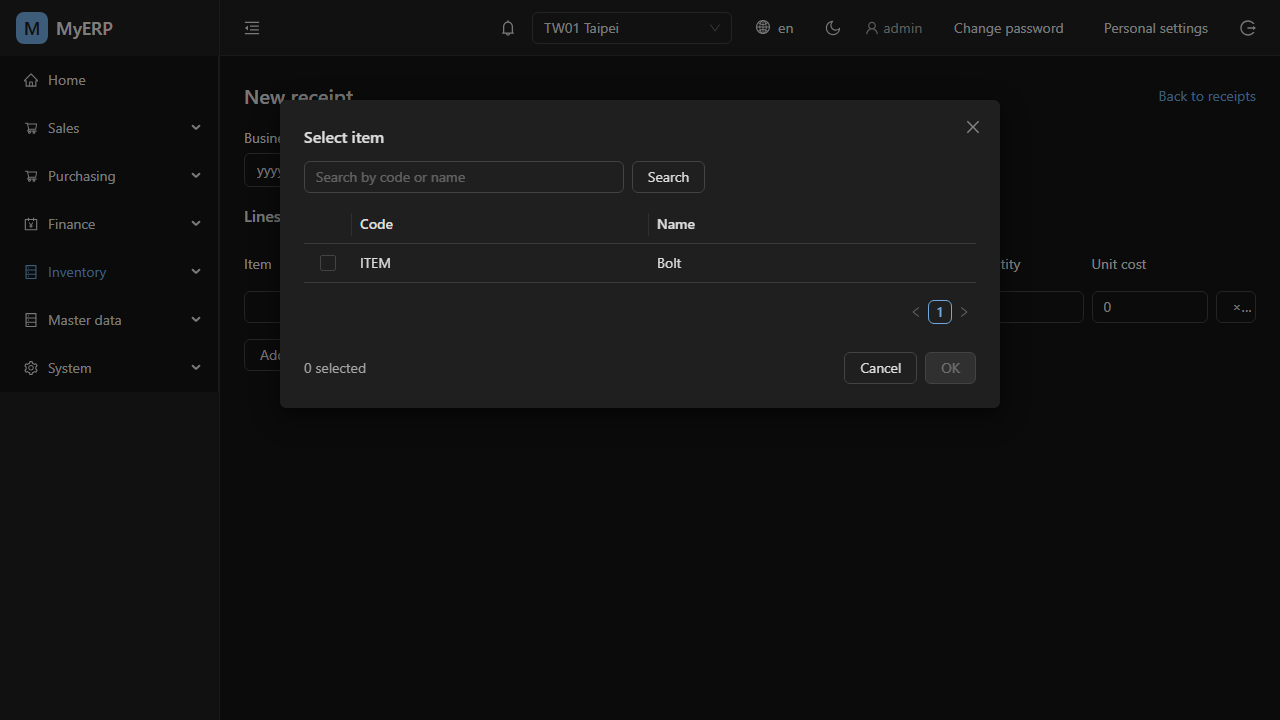 M MyERP
TW01 Taipei
en
admin
Change password
Personal settings
Home
Sales
Purchasing
Finance
Inventory
Master data
System
New receipt
Back to receipts
yyyy
Lines
Item
Unit cost
0
×...
Select item
Search by code or name
Search
Code Name
ITEM Bolt
1
0 selected
Cancel OK